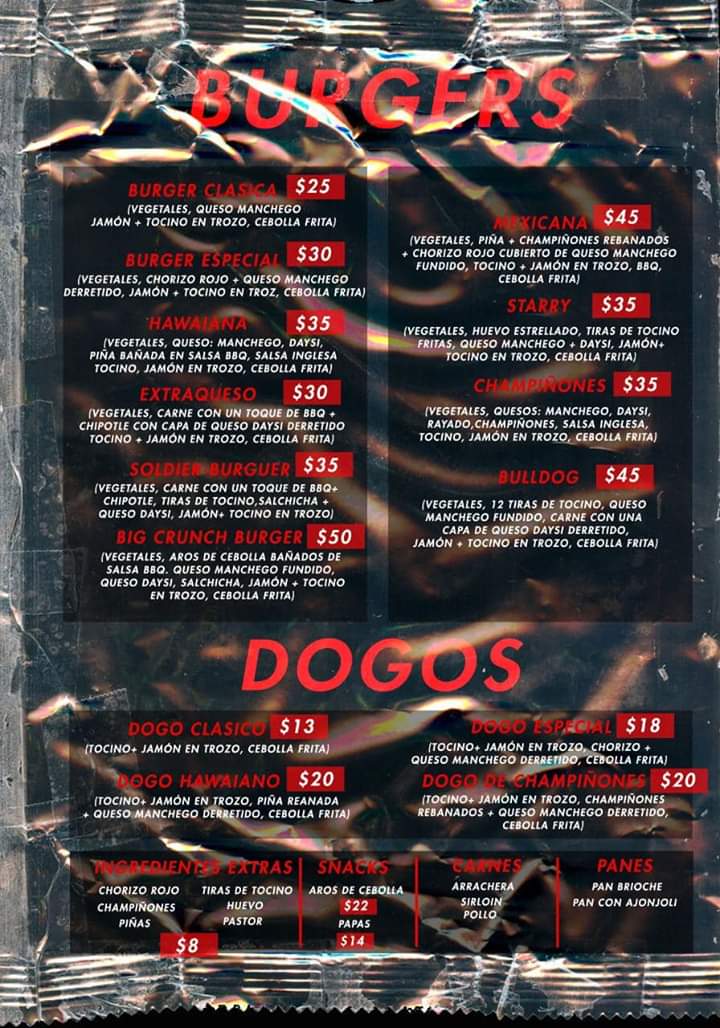 BURGERS
BURGER CLASICA $25
(VEGETALES, QUESO MANCHEGO
JAMÓN + TOCINO EN TROZO, CEBOLLA FRITA)
BURGER ESPECIAL $30
(VEGETALES, CHORIZO ROJO + QUESO MANCHEGO
DERRETIDO, JAMÓN + TOCINO EN TROZ, CEBOLLA FRITA)
HAWAIANA $35
(VEGETALES, QUESO: MANCHEGO, DAYSI,
PIÑA BAÑADA EN SALSA BBQ, SALSA INGLESA
TOCINO, JAMÓN EN TROZO, CEBOLLA FRITA)
EXTRAQUESO $30
(VEGETALES, CARNE CON UN TOQUE DE BBQ +
CHIPOTLE CON CAPA DE QUESO DAYSI DERRETIDO
TOCINO + JAMÓN EN TROZO, CEBOLLA FRITA)
SOLDIER BURGUER $35
(VEGETALES, CARNE CON UN TOQUE DE BBQ+
CHIPOTLE, TIRAS DE TOCINO,SALCHICHA +
QUESO DAYSI, JAMÓN+ TOCINO EN TROZO)
BIG CRUNCH BURGER $50
(VEGETALES, AROS DE CEBOLLA BAÑADOS DE
SALSA BBQ. QUESO MANCHEGO FUNDIDO,
QUESO DAYSI, SALCHICHA, JAMÓN + TOCINO
EN TROZO, CEBOLLA FRITA)
MEXICANA $45
(VEGETALES, PIÑA + CHAMPIÑONES REBANADOS
+ CHORIZO ROJO CUBIERTO DE QUESO MANCHEGO
FUNDIDO, TOCINO + JAMÓN EN TROZO, BBQ,
CEBOLLA FRITA)
STARRY $35
(VEGETALES, HUEVO ESTRELLADO, TIRAS DE TOCINO
FRITAS, QUESO MANCHEGO + DAYSI, JAMÓN+
TOCINO EN TROZO, CEBOLLA FRITA)
CHAMPIÑONES $35
(VEGETALES, QUESOS: MANCHEGO, DAYSI,
RAYADO,CHAMPIÑONES, SALSA INGLESA,
TOCINO, JAMÓN EN TROZO, CEBOLLA FRITA)
BULLDOG $45
(VEGETALES, 12 TIRAS DE TOCINO, QUESO
MANCHEGO FUNDIDO, CARNE CON UNA
CAPA DE QUESO DAYSI DERRETIDO,
JAMÓN + TOCINO EN TROZO, CEBOLLA FRITA)
DOGOS
DOGO CLASICO $13
(TOCINO+ JAMÓN EN TROZO, CEBOLLA FRITA)
DOGO HAWAIANO $20
(TOCINO+ JAMÓN EN TROZO, PIÑA REANADA
+ QUESO MANCHEGO DERRETIDO, CEBOLLA FRITA)
DOGO ESPECIAL $18
(TOCINO+ JAMÓN EN TROZO, CHORIZO +
QUESO MANCHEGO DERRETIDO, CEBOLLA FRITA)
DOGO DE CHAMPIÑONES $20
(TOCINO+ JAMÓN EN TROZO, CHAMPIÑONES
REBANADOS + QUESO MANCHEGO DERRETIDO,
CEBOLLA FRITA)
INGREDIENTES EXTRAS
CHORIZO ROJO
CHAMPIÑONES
PIÑAS
TIRAS DE TOCINO
HUEVO
PASTOR
$8
SNACKS
AROS DE CEBOLLA
$22
PAPAS
$14
CARNES
ARRACHERA
SIRLOIN
POLLO
PANES
PAN BRIOCHE
PAN CON AJONJOLI